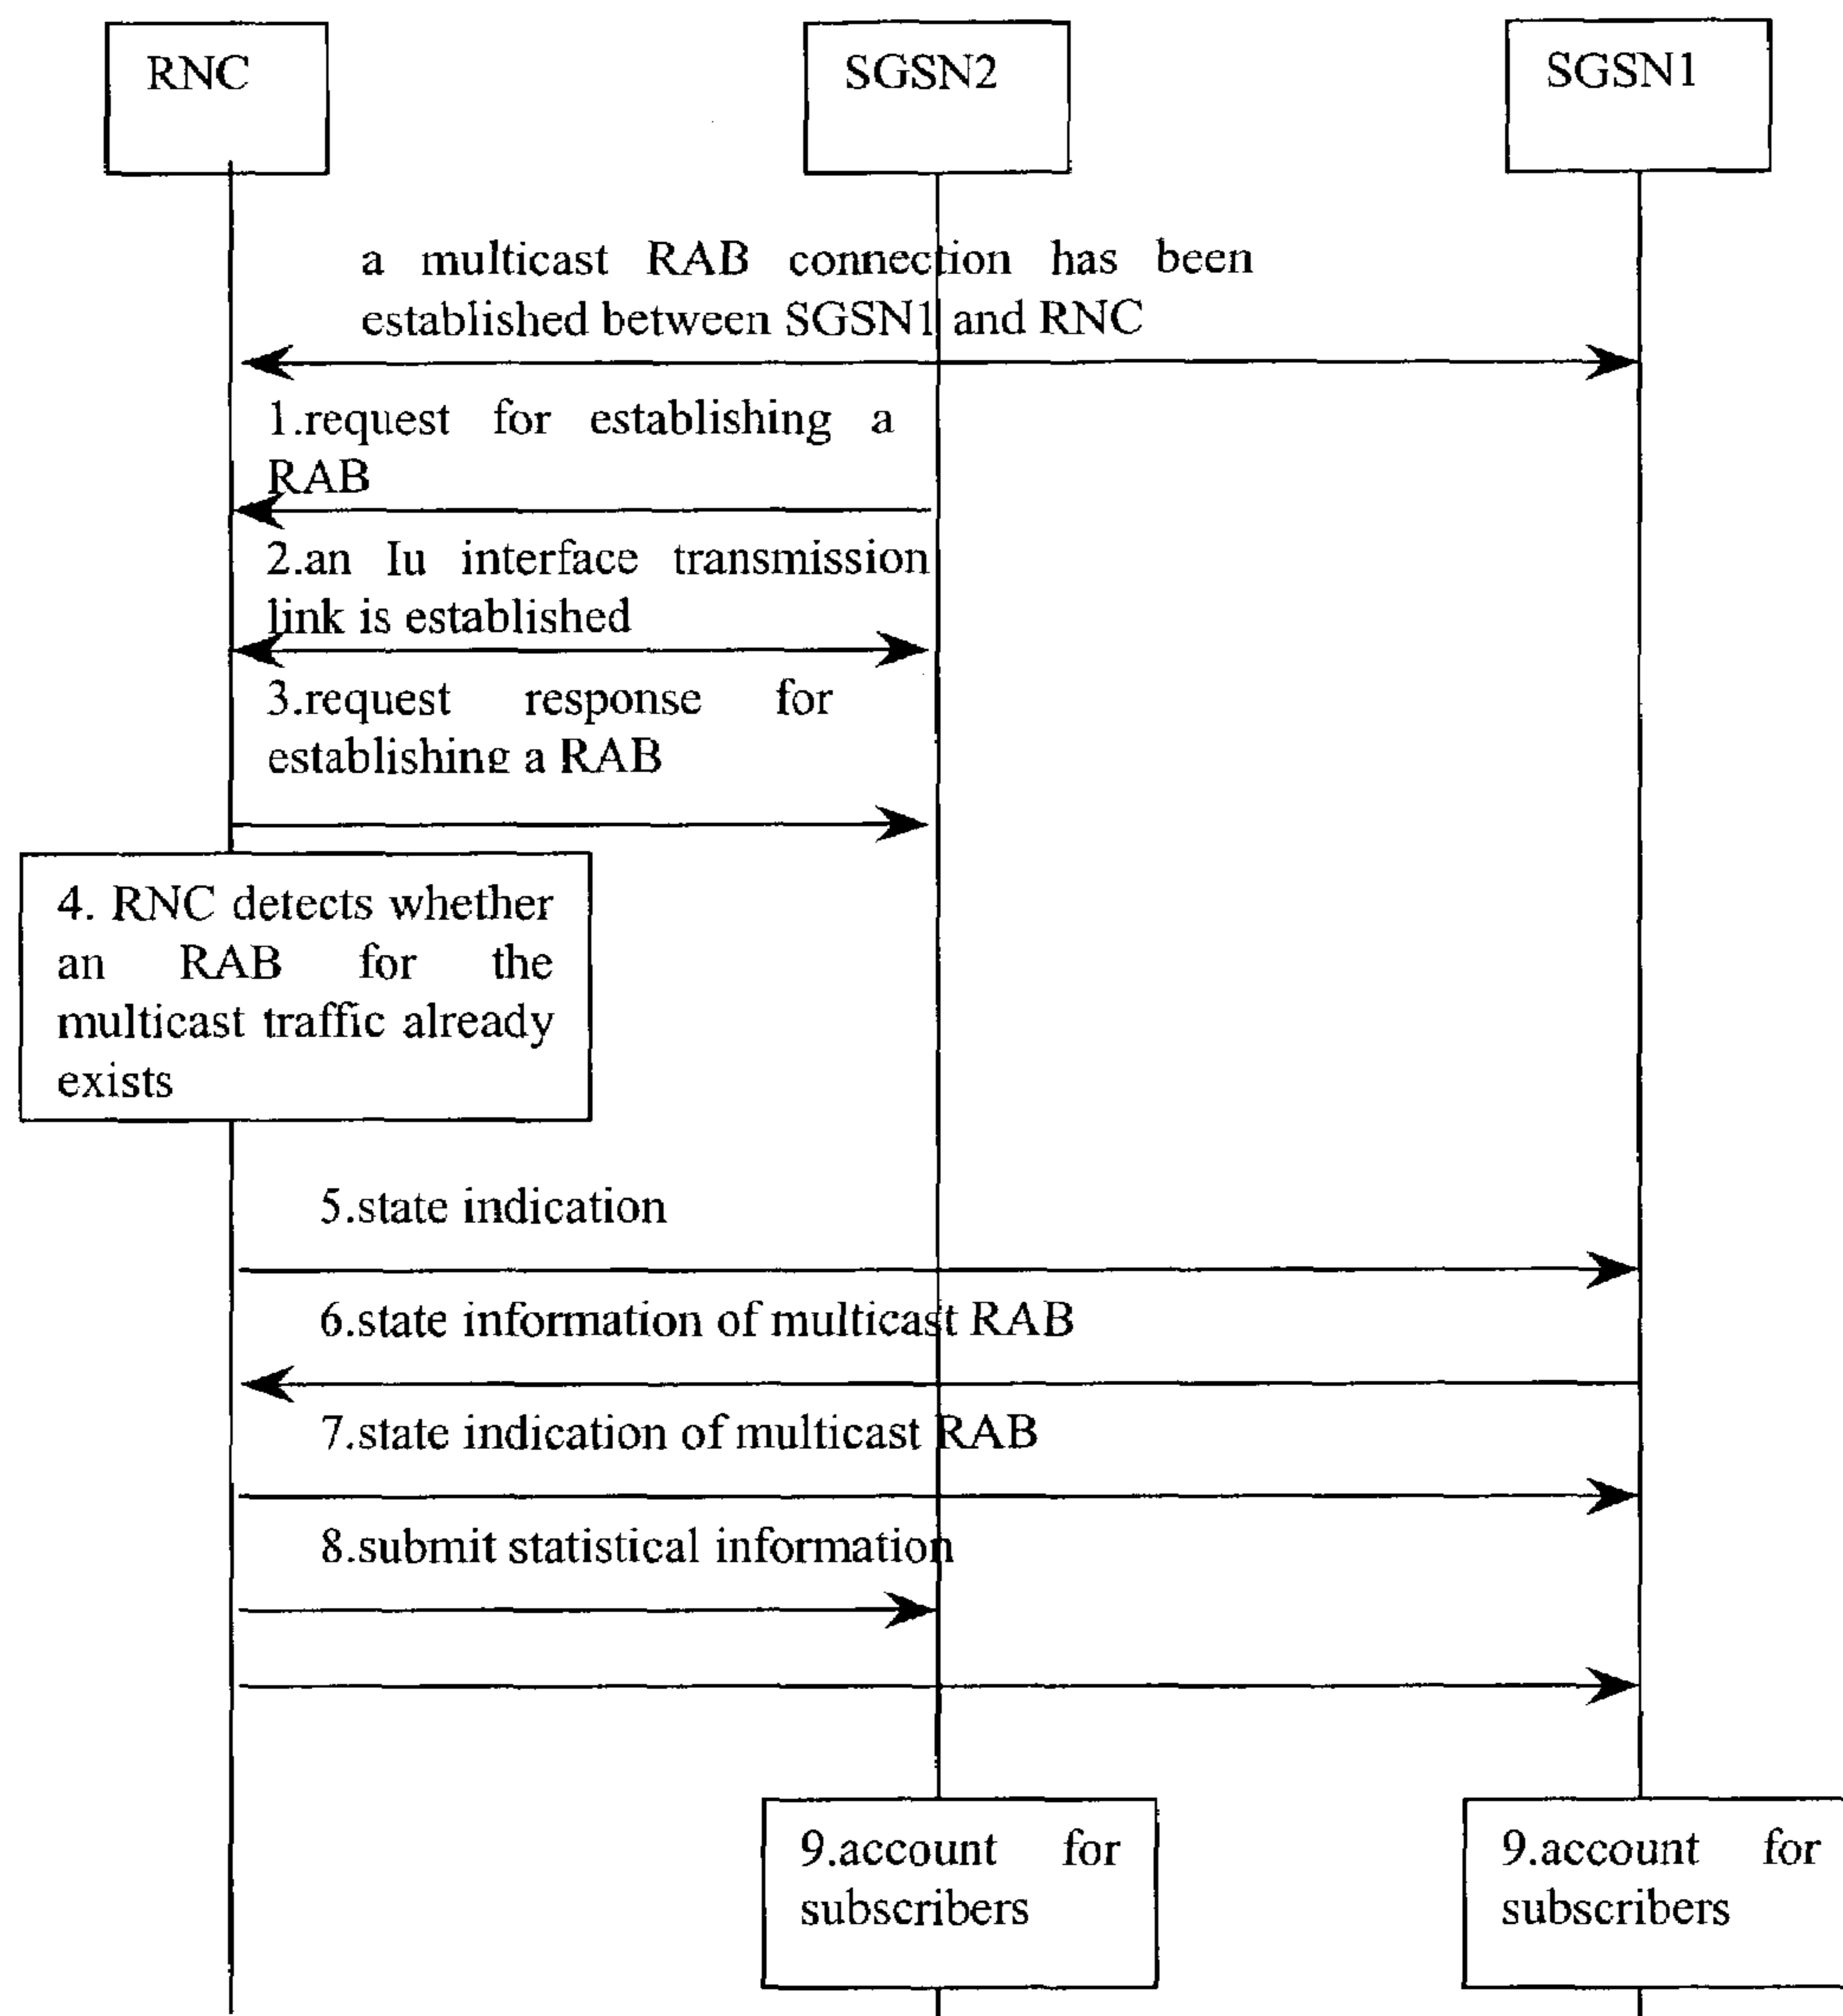 RNC
SGSN2
SGSN1
a multicast RAB connection has been
established between SGSN1 and RNC
1.request for establishing a
RAB
2.an Iu interface transmission
link is established
3.request response for
establishing a RAB
4. RNC detects whether
an RAB for the
multicast traffic already
exists
5.state indication
6.state information of multicast RAB
7.state indication of multicast RAB
8.submit statistical information
9.account for
subscribers
9.account for
subscribers